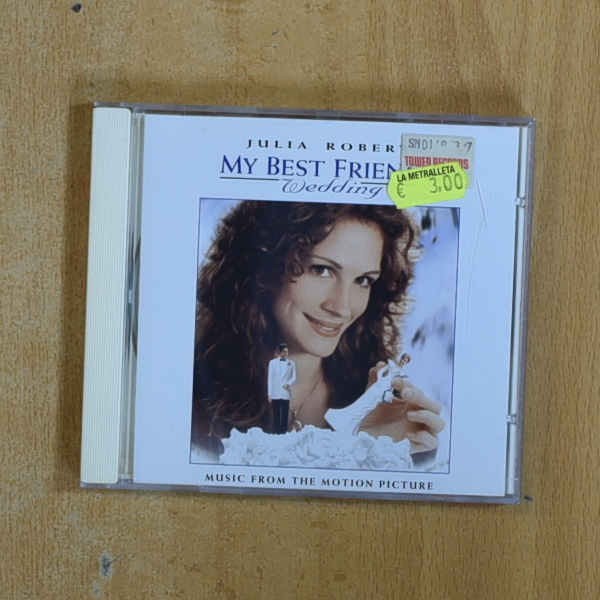 JULIA ROBER
MY BEST FRIEN
Wedding
TOWER RECORDS
LA METRALLETA
€ 3.00
MUSIC FROM THE MOTION PICTURE